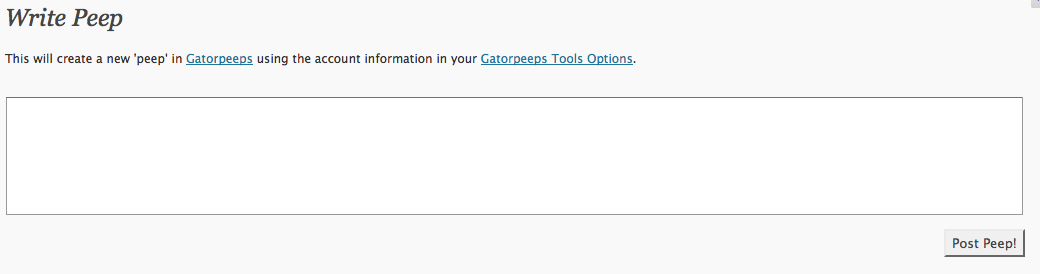 Write Peep
This will create a new 'peep' in Gatorpeeps using the account information in your Gatorpeeps Tools Options.
Post Peep!